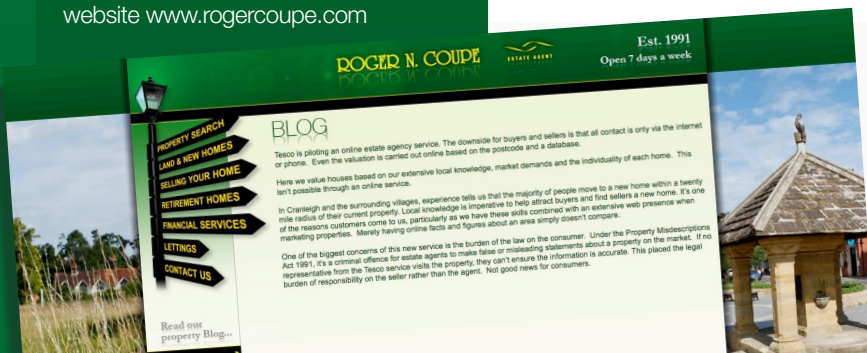 website www.rogercoupe.com
ROGER N. COUPE
ESTATE AGENT
Est. 1991
Open 7 days a week
PROPERTY SEARCH
LAND & NEW HOMES
SELLING YOUR HOME
RETIREMENT HOMES
FINANCIAL SERVICES
LETTINGS
CONTACT US
Read our
property Blog...
BLOG
Tesco is piloting an online estate agency service. The downside for buyers and sellers is that all contact is only via the internet
or phone. Even the valuation is carried out online based on the postcode and a database.
Here we value houses based on our extensive local knowledge, market demands and the individuality of each home. This
isn't possible through an online service.
In Cranleigh and the surrounding villages, experience tells us that the majority of people move to a new home within a twenty
mile radius of their current property. Local knowledge is imperative to help attract buyers and find sellers a new home. It's one
of the reasons customers come to us, particularly as we have these skills combined with an extensive web presence when
marketing properties. Merely having online facts and figures about an area simply doesn't compare.
One of the biggest concerns of this new service is the burden of the law on the consumer. Under the Property Misdescriptions
Act 1991, it's a criminal offence for estate agents to make false or misleading statements about a property on the market. If no
representative from the Tesco service visits the property, they can't ensure the information is accurate. This placed the legal
burden of responsibility on the seller rather than the agent. Not good news for consumers.